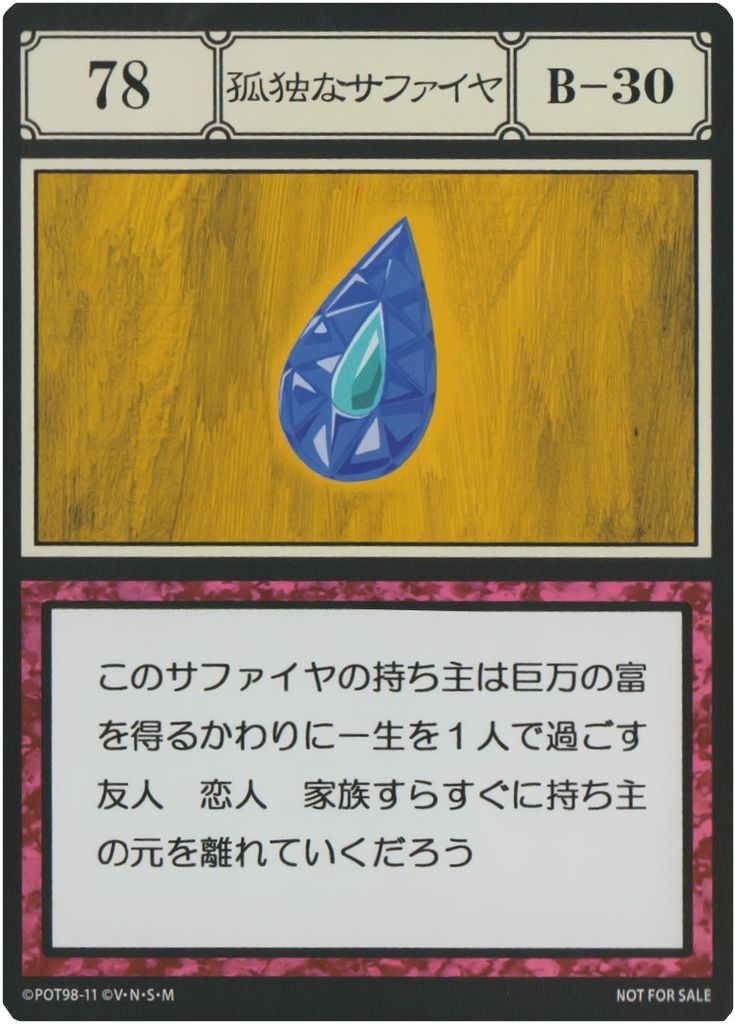 78
孤独なサファイヤ
B-30
このサファイヤの持ち主は巨万の富
を得るかわりに一生を1人で過ごす
友人　恋人　家族すらすぐに持ち主
の元を離れていくだろう
©POT98-11 ©V・N・S・M
NOT FOR SALE